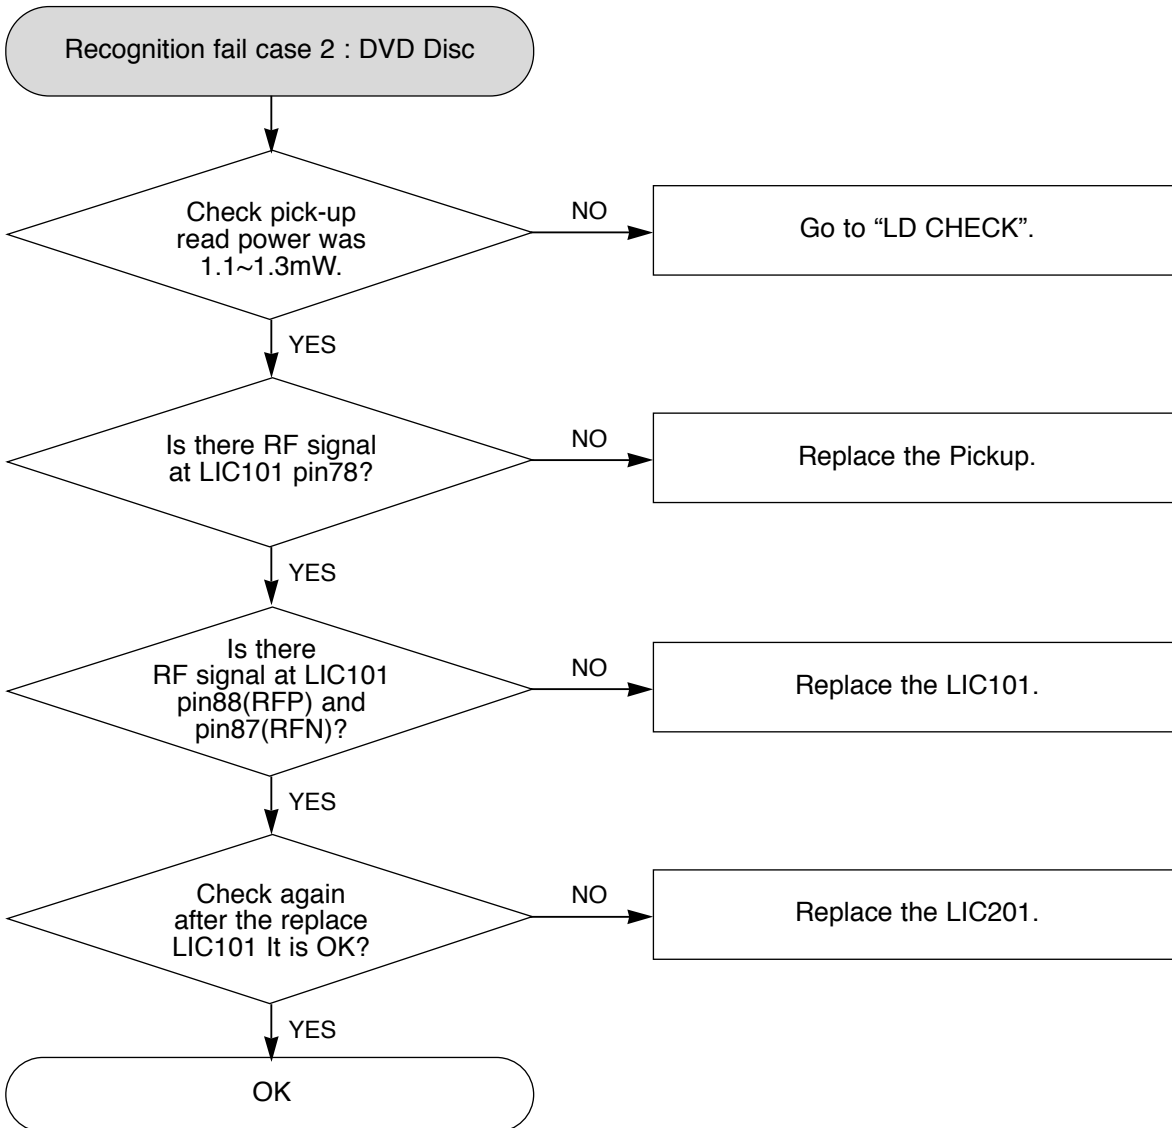 Recognition fail case 2 : DVD Disc
Check pick-up
read power was
1.1~1.3mW.
NO
Go to “LD CHECK”.
YES
Is there RF signal
at LIC101 pin78?
NO
Replace the Pickup.
YES
Is there
RF signal at LIC101
pin88(RFP) and
pin87(RFN)?
NO
Replace the LIC101.
YES
Check again
after the replace
LIC101 It is OK?
NO
Replace the LIC201.
YES
OK